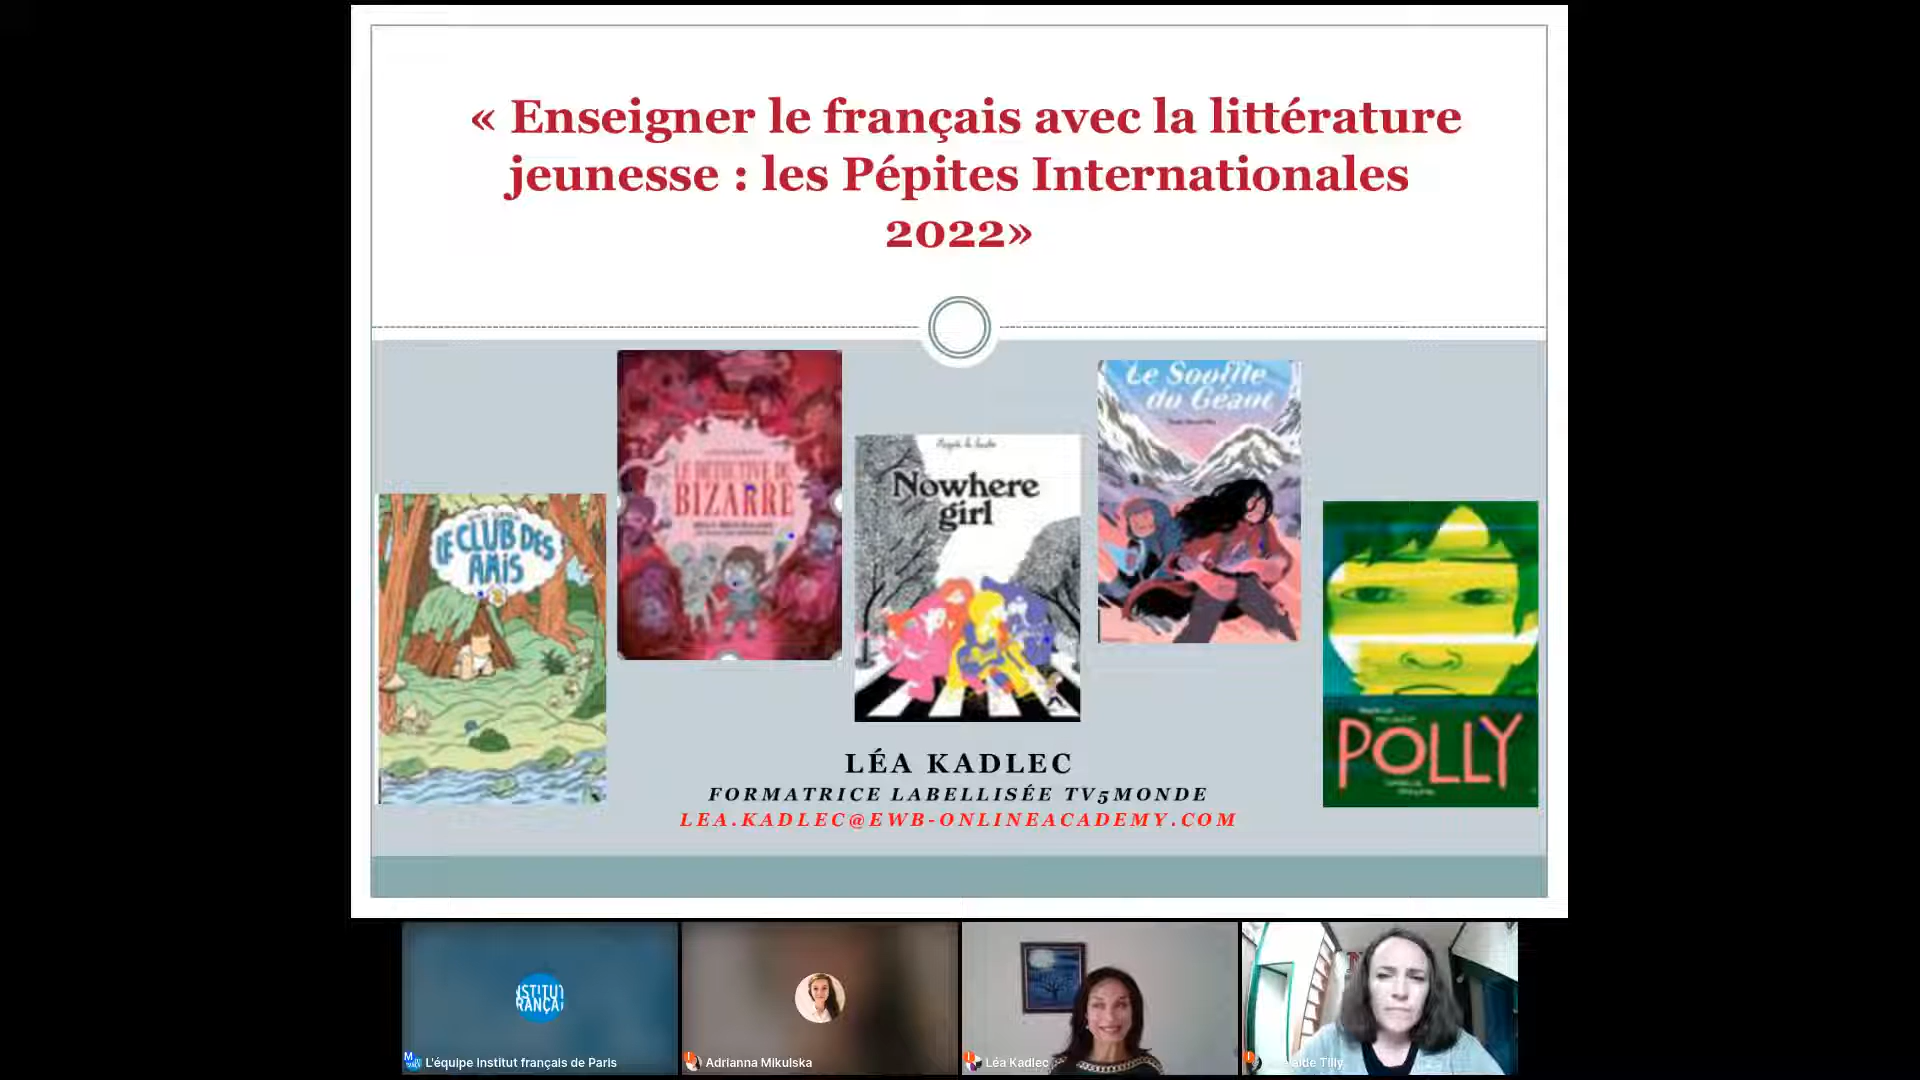 « Enseigner le français avec la littérature
jeunesse : les Pépites Internationales
2022»
Le Souffle
du Géant
LE DÉTECTIVE DU
BIZARRE
Nowhere
girl
LE CLUB DES
AMIS
POLLY
LÉA KADLEC
FORMATRICE LABELLISÉE TV5MONDE
LEA.KADLEC@EWB-ONLINEACADEMY.COM
L'équipe Institut français de Paris
Adrianna Mikulska
Léa Kadlec
Tilly